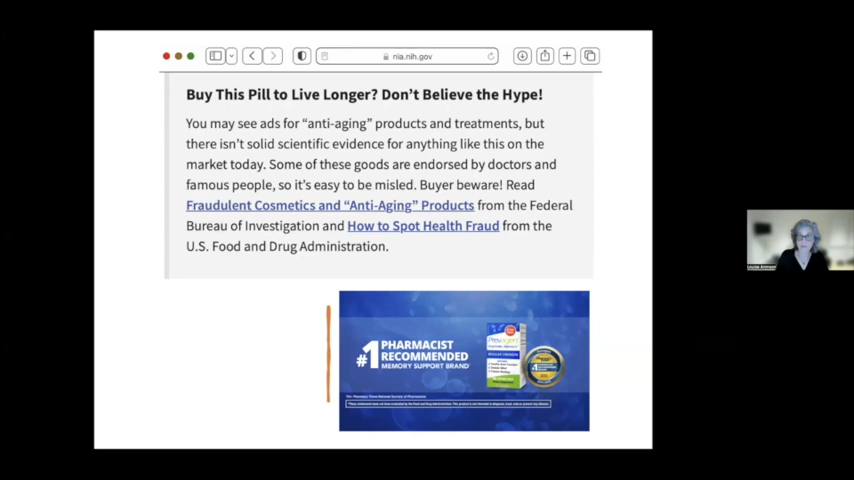 nia.nih.gov
Buy This Pill to Live Longer? Don't Believe the Hype!
You may see ads for “anti-aging” products and treatments, but
there isn't solid scientific evidence for anything like this on the
market today. Some of these goods are endorsed by doctors and
famous people, so it's easy to be misled. Buyer beware! Read
Fraudulent Cosmetics and “Anti-Aging” Products from the Federal
Bureau of Investigation and How to Spot Health Fraud from the
U.S. Food and Drug Administration.
#1 PHARMACIST
RECOMMENDED
MEMORY SUPPORT BRAND
Prevagen
#1